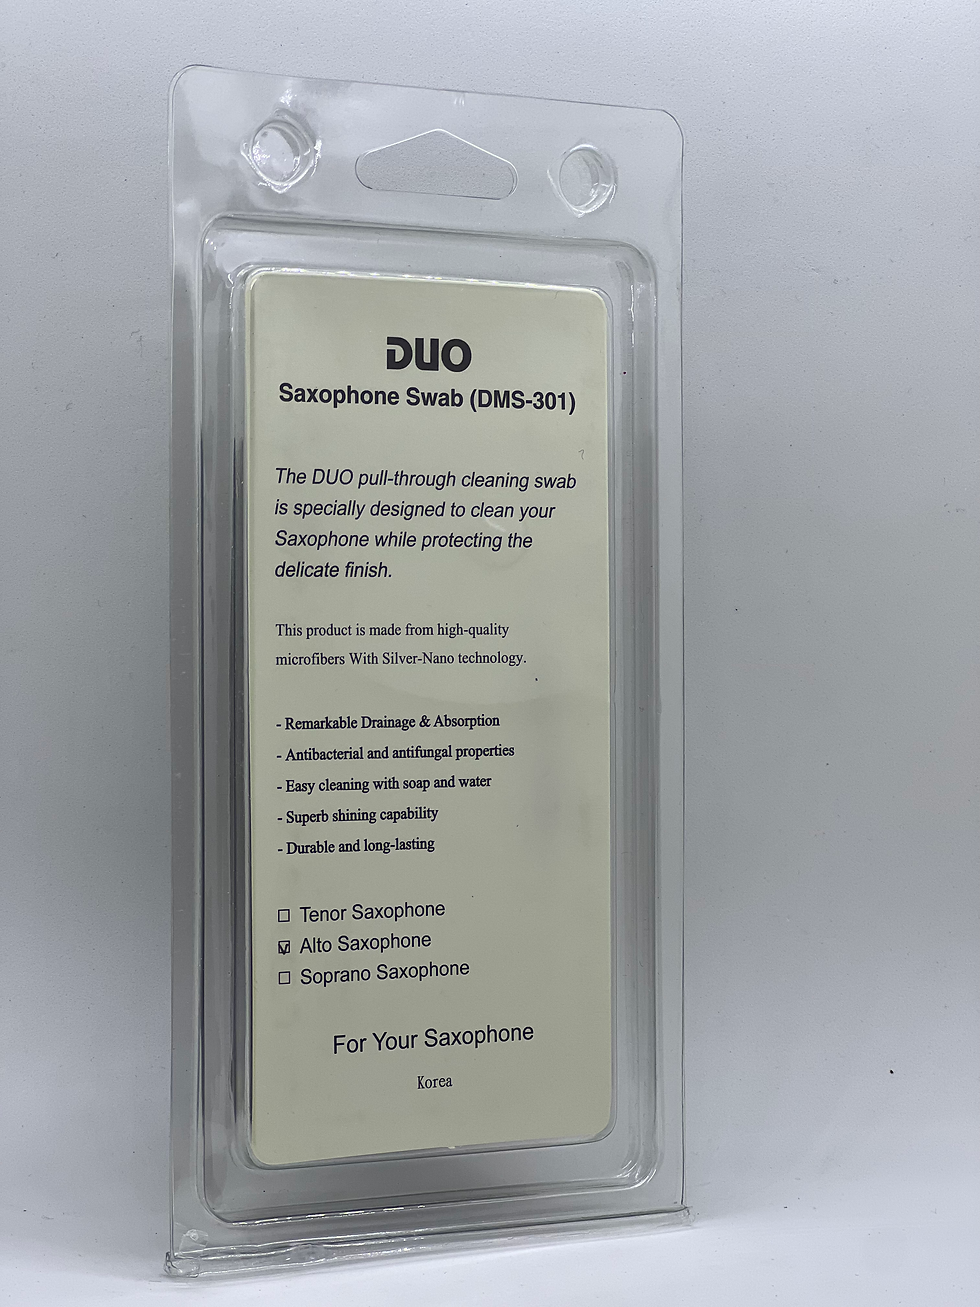 DUO
Saxophone Swab (DMS-301)
The DUO pull-through cleaning swab
is specially designed to clean your
Saxophone while protecting the
delicate finish.
This product is made from high-quality
microfibers With Silver-Nano technology.
- Remarkable Drainage & Absorption
- Antibacterial and antifungal properties
- Easy cleaning with soap and water
- Superb shining capability
- Durable and long-lasting
☐ Tenor Saxophone
☑ Alto Saxophone
☐ Soprano Saxophone
For Your Saxophone
Korea